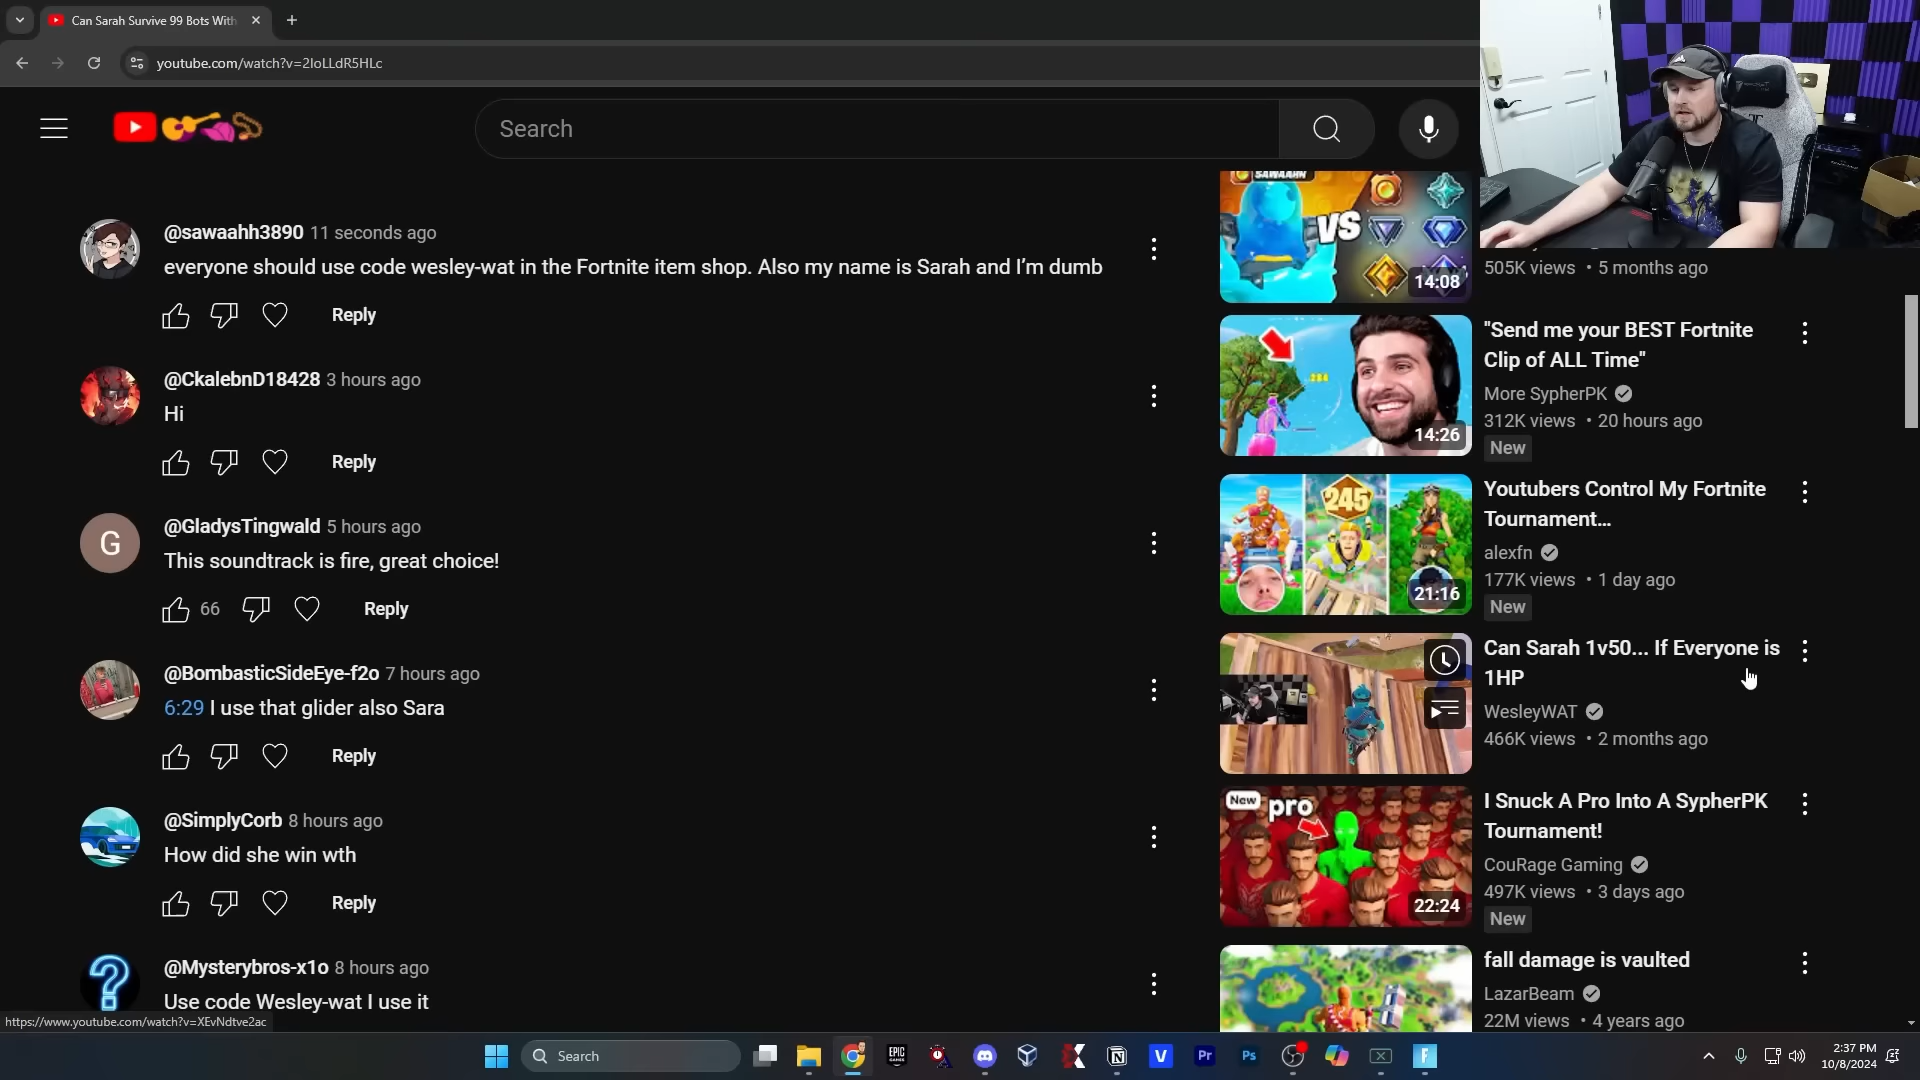 Can Sarah Survive 99 Bots With
youtube.com/watch?v=2IoLLdR5HLc
Search
@sawaahh3890 11 seconds ago
everyone should use code wesley-wat in the Fortnite item shop. Also my name is Sarah and I'm dumb
Reply
@CkalebnD18428 3 hours ago
Hi
Reply
@GladysTingwald 5 hours ago
G
This soundtrack is fire, great choice!
66 Reply
@BombasticSideEye-f2o 7 hours ago
6:29 I use that glider also Sara
Reply
@SimplyCorb 8 hours ago
How did she win wth
Reply
@Mysterybros-x1o 8 hours ago
Use code Wesley-wat I use it
https://www.youtube.com/watch?v=XEvNdtve2ac
SAWAAHN
VS
14:08
505K views • 5 months ago
284
14:26
"Send me your BEST Fortnite
Clip of ALL Time"
More SypherPK
312K views • 20 hours ago
New
245
21:16
Youtubers Control My Fortnite
Tournament...
alexfn
177K views • 1 day ago
New
Can Sarah 1v50... If Everyone is
1HP
WesleyWAT
466K views • 2 months ago
New
pro
22:24
I Snuck A Pro Into A SypherPK
Tournament!
CouRage Gaming
497K views • 3 days ago
New
fall damage is vaulted
LazarBeam
22M views • 4 years ago
Search
EPIC
GAMES
V
Pr
Ps
F
2:37 PM
10/8/2024